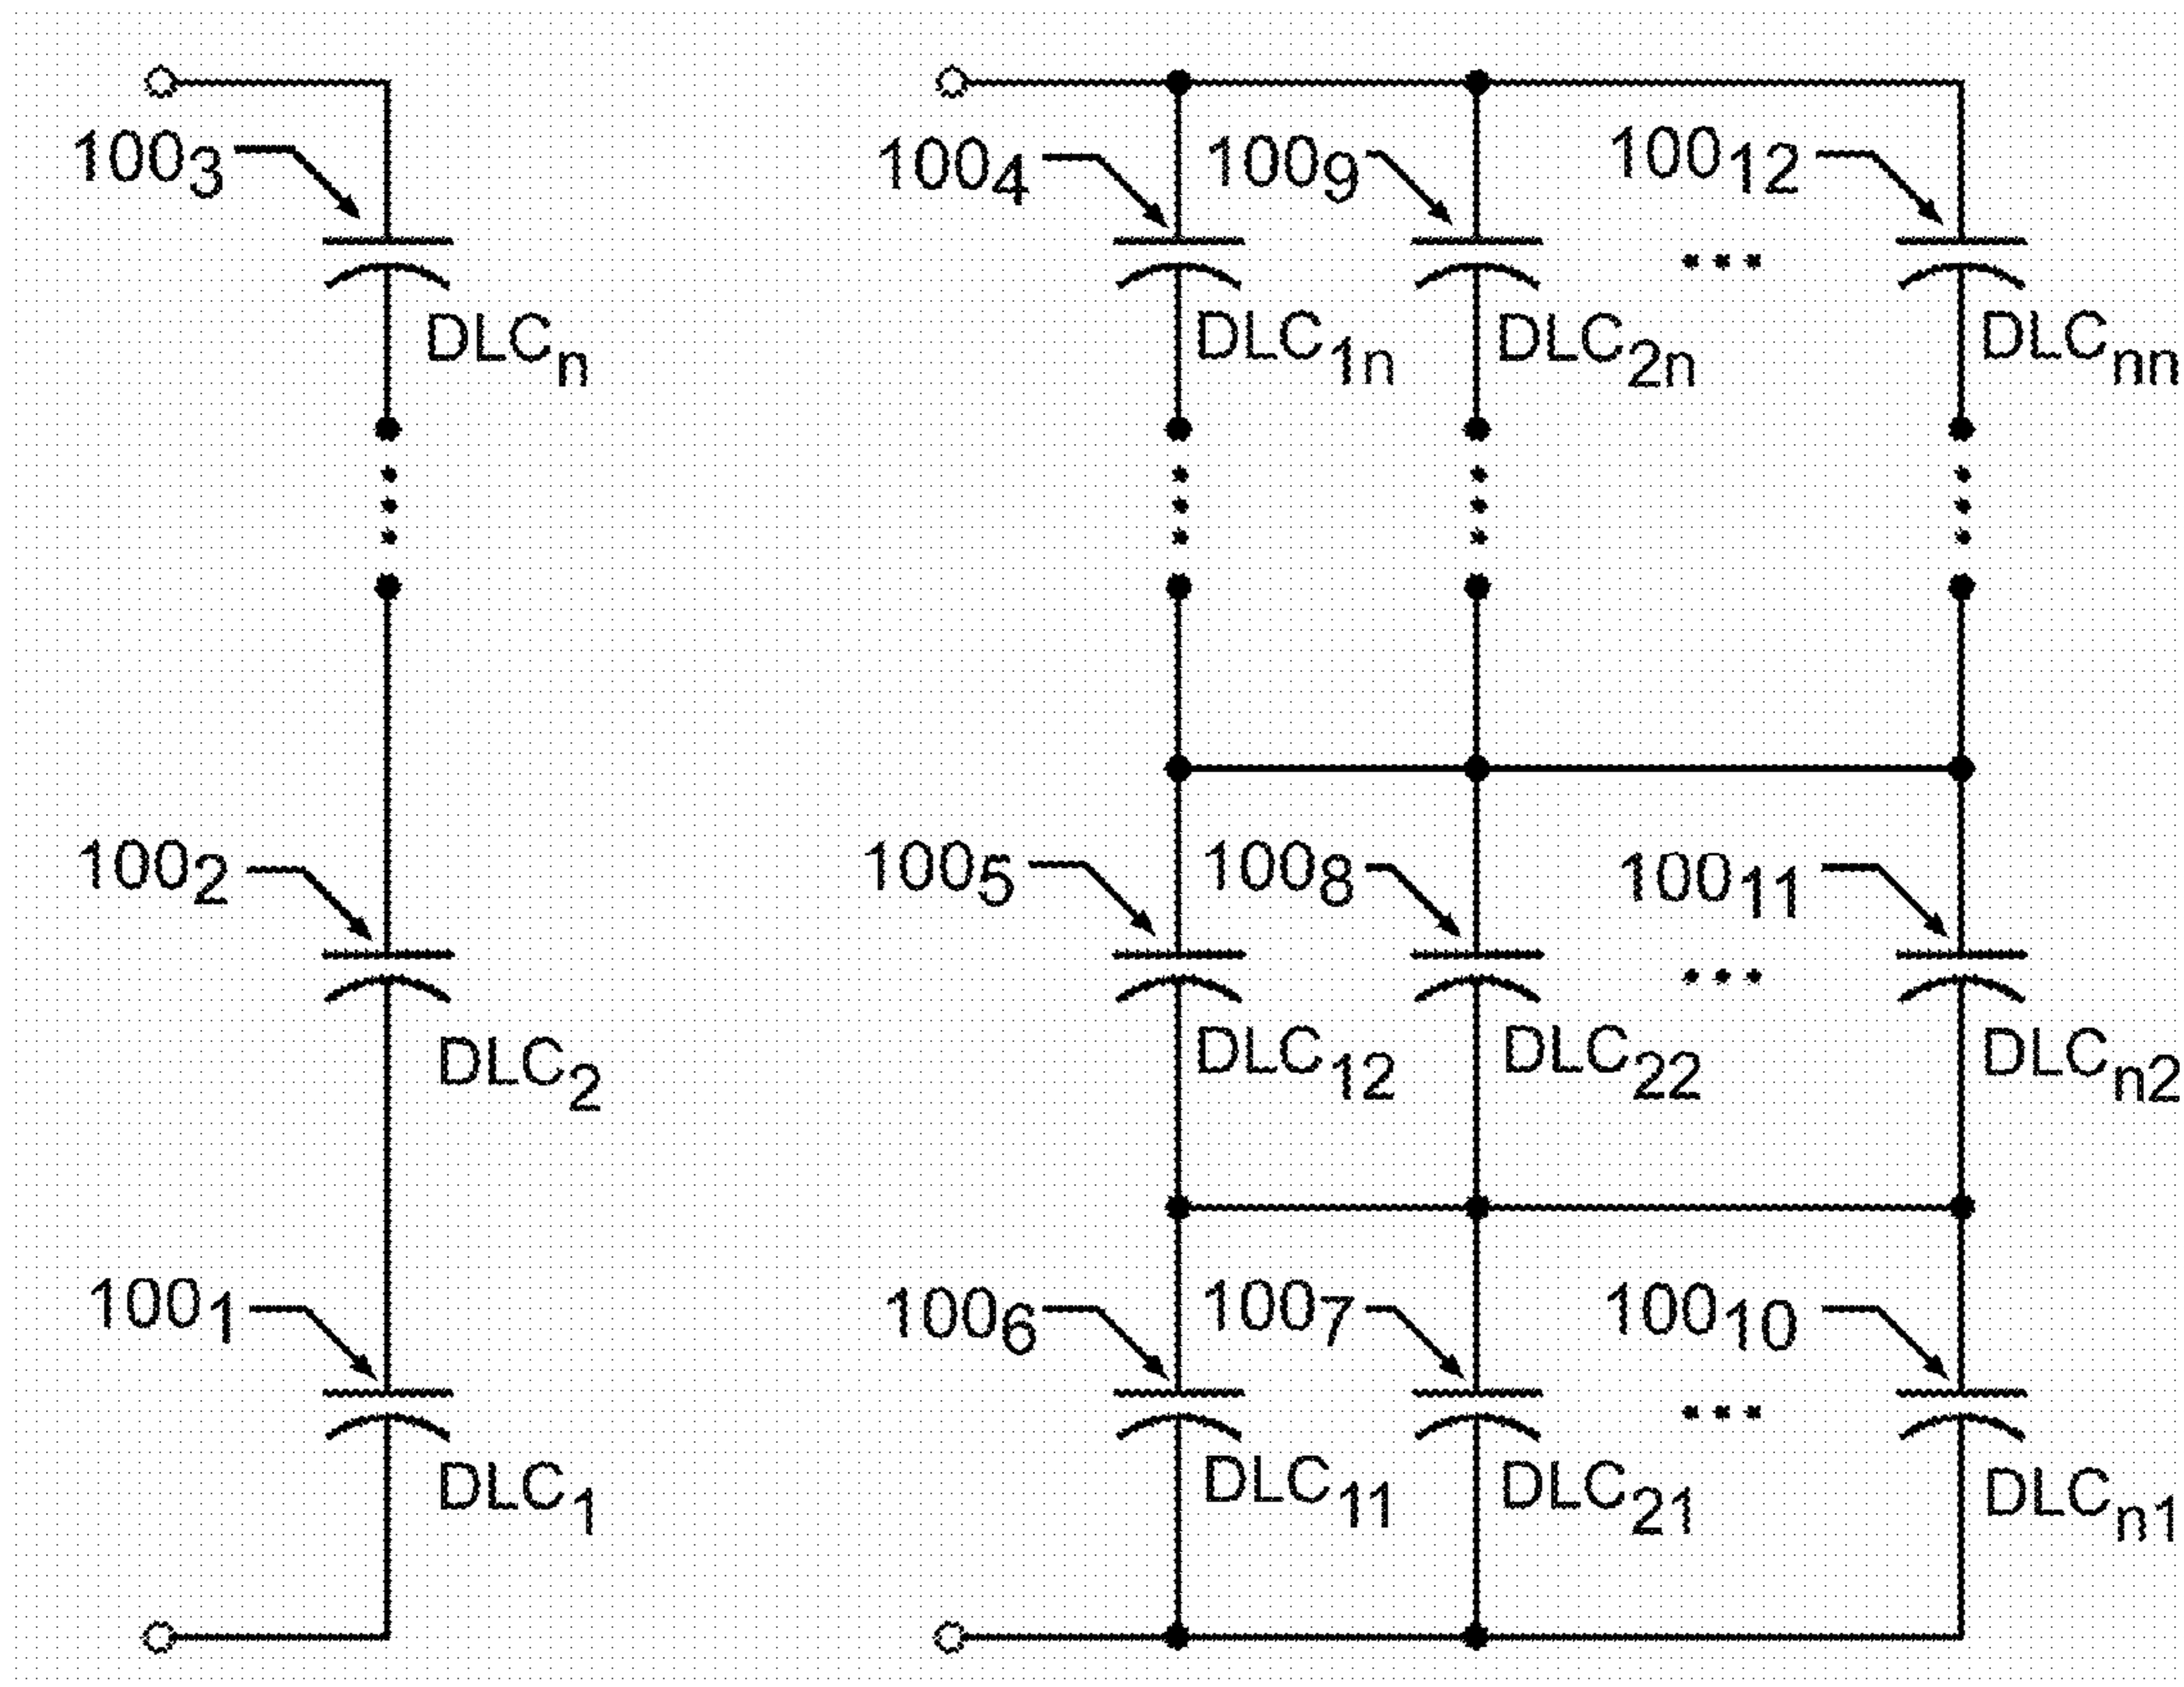 100₃
DLCₙ
100₂
DLC₂
100₁
DLC₁
100₄ 100₉ 100₁₂
DLC₁ₙ DLC₂ₙ DLCₙₙ
100₅ 100₈ 100₁₁
DLC₁₂ DLC₂₂ DLCₙ₂
100₆ 100₇ 100₁₀
DLC₁₁ DLC₂₁ DLCₙ₁